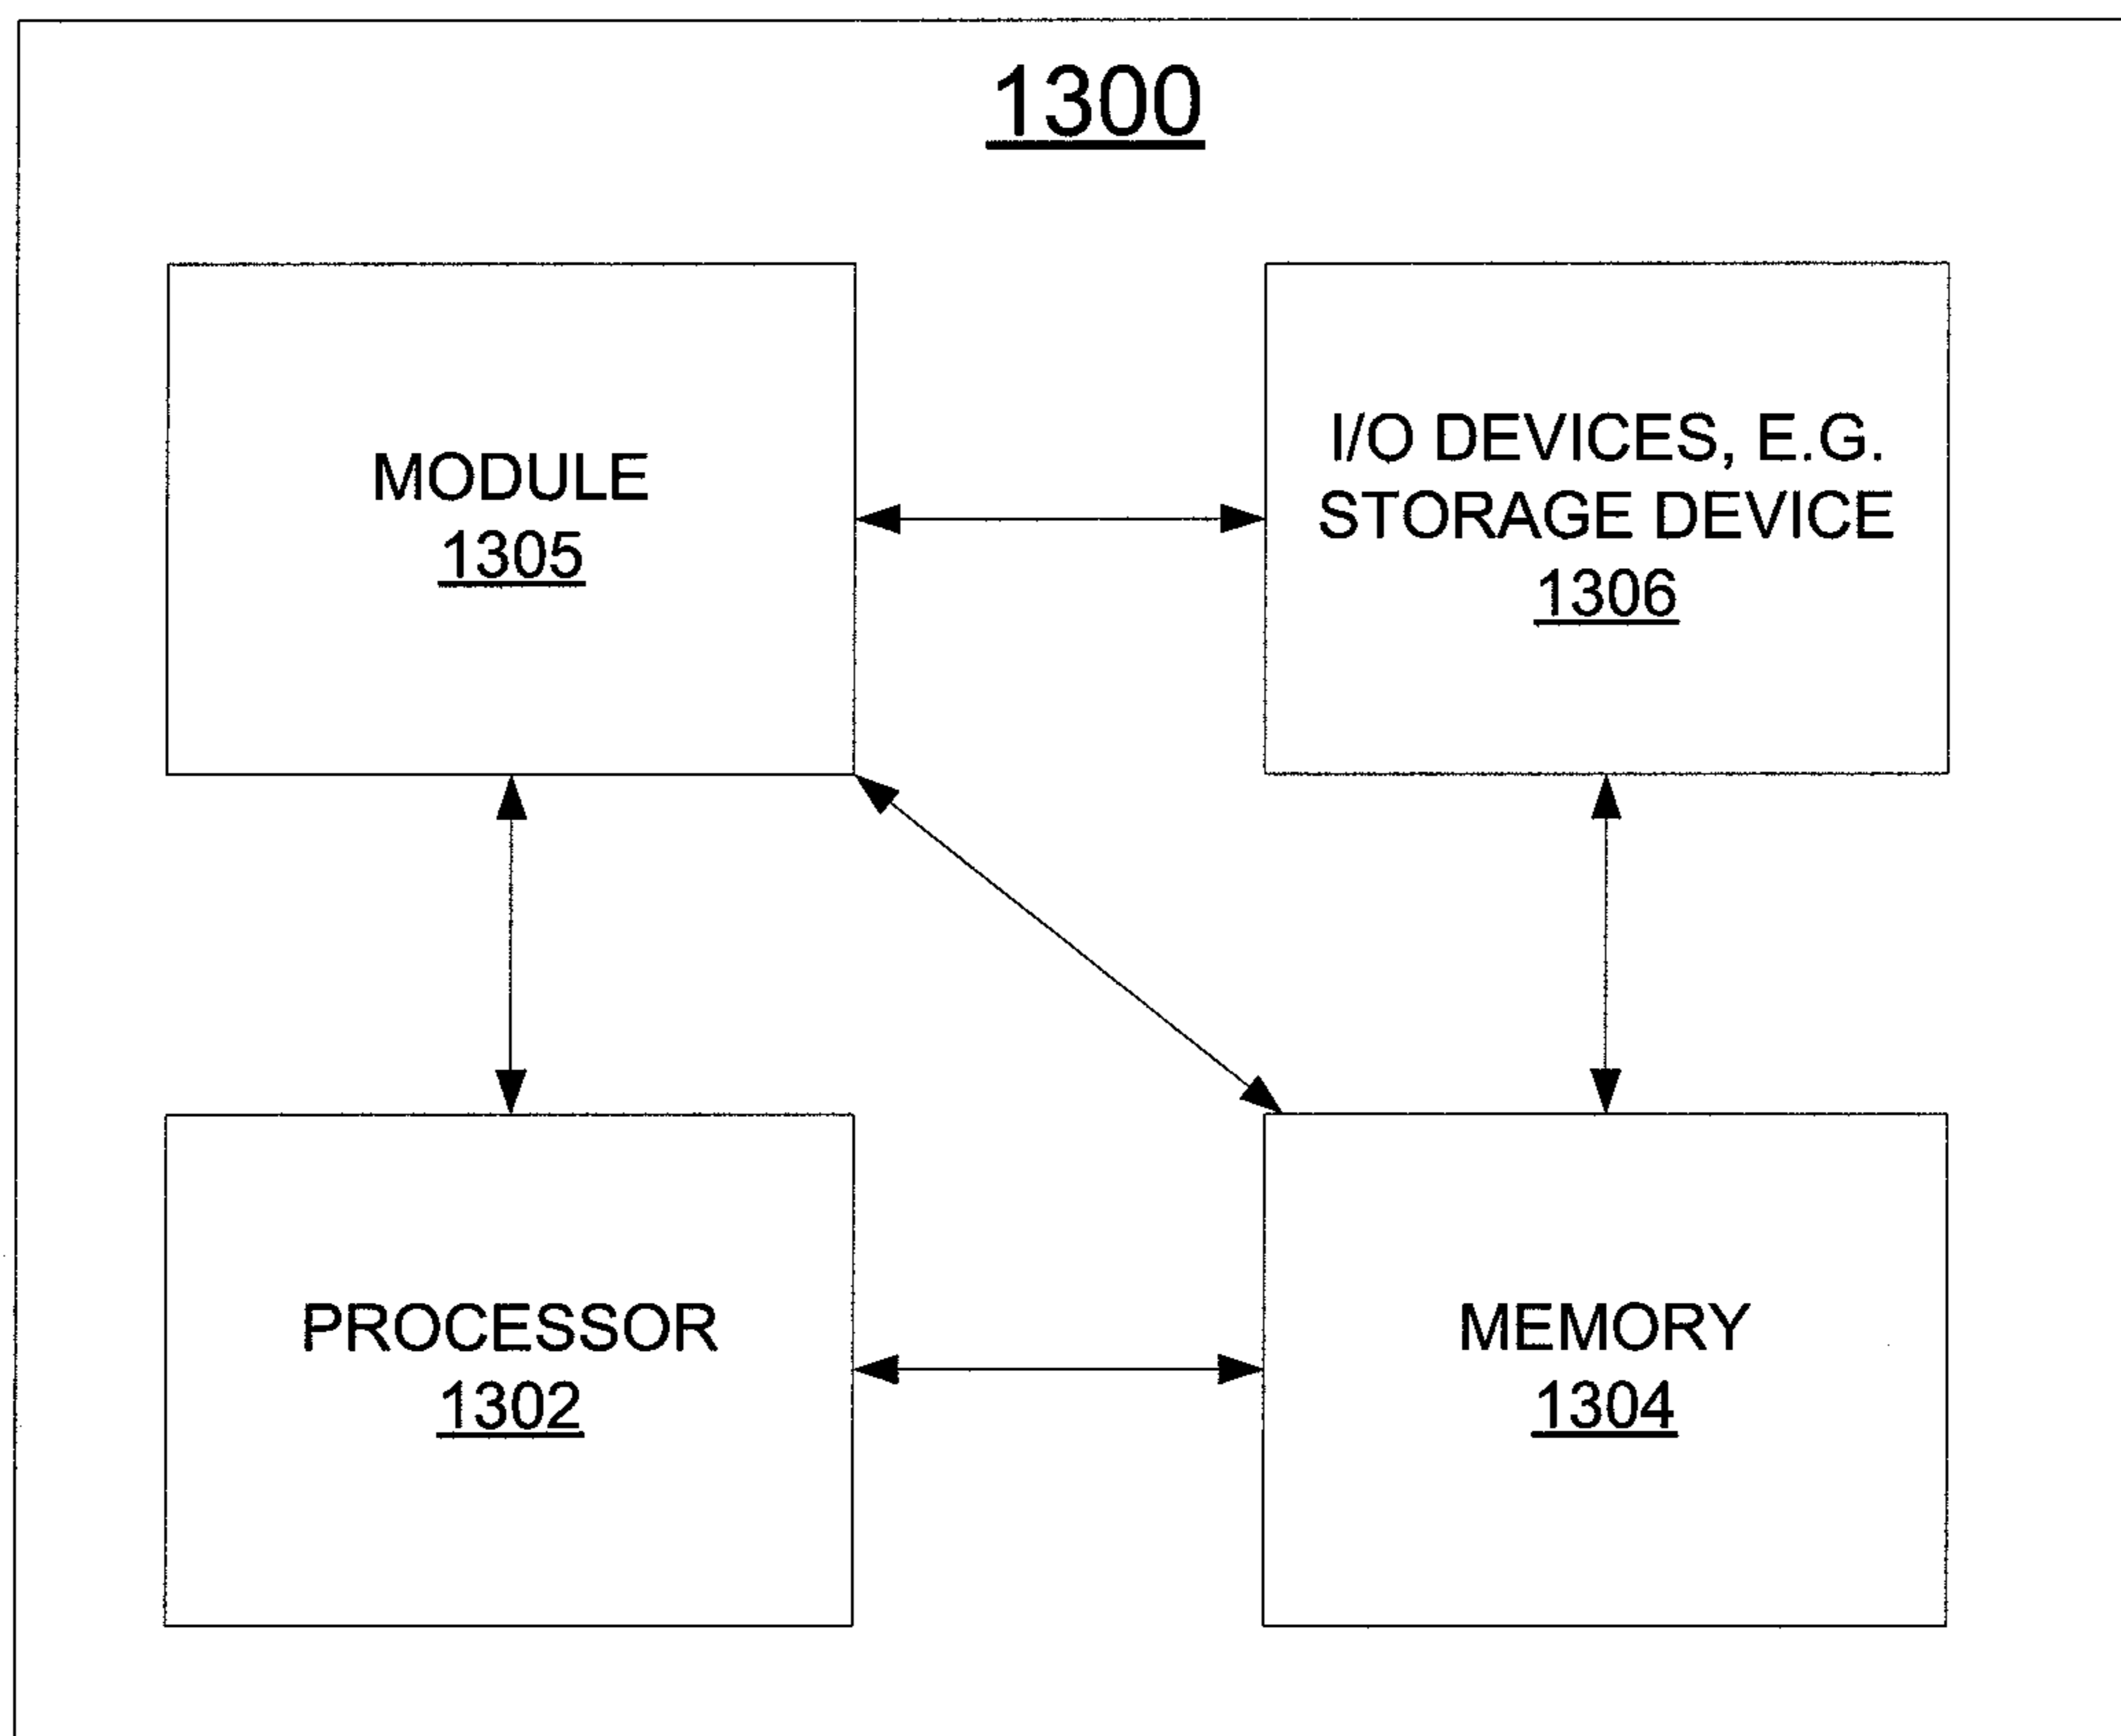 1300
MODULE
1305
I/O DEVICES, E.G.
STORAGE DEVICE
1306
PROCESSOR
1302
MEMORY
1304